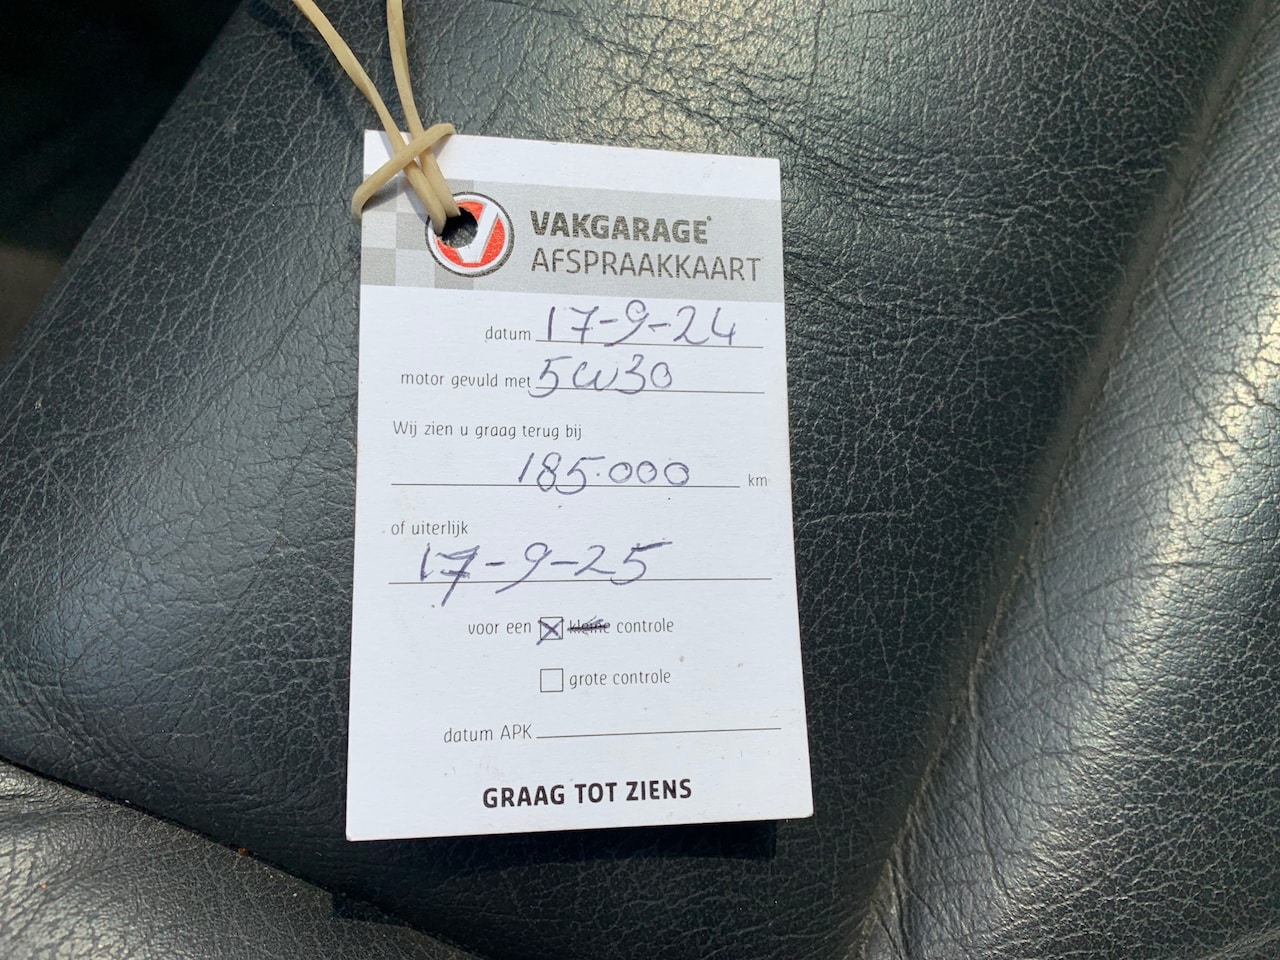 VAKGARAGE®
AFSPRAAKKAART
datum 17-9-24
motor gevuld met 5W30
Wij zien u graag terug bij
185.000 km
of uiterlijk
17-9-25
voor een kleine controle
grote controle
datum APK
GRAAG TOT ZIENS